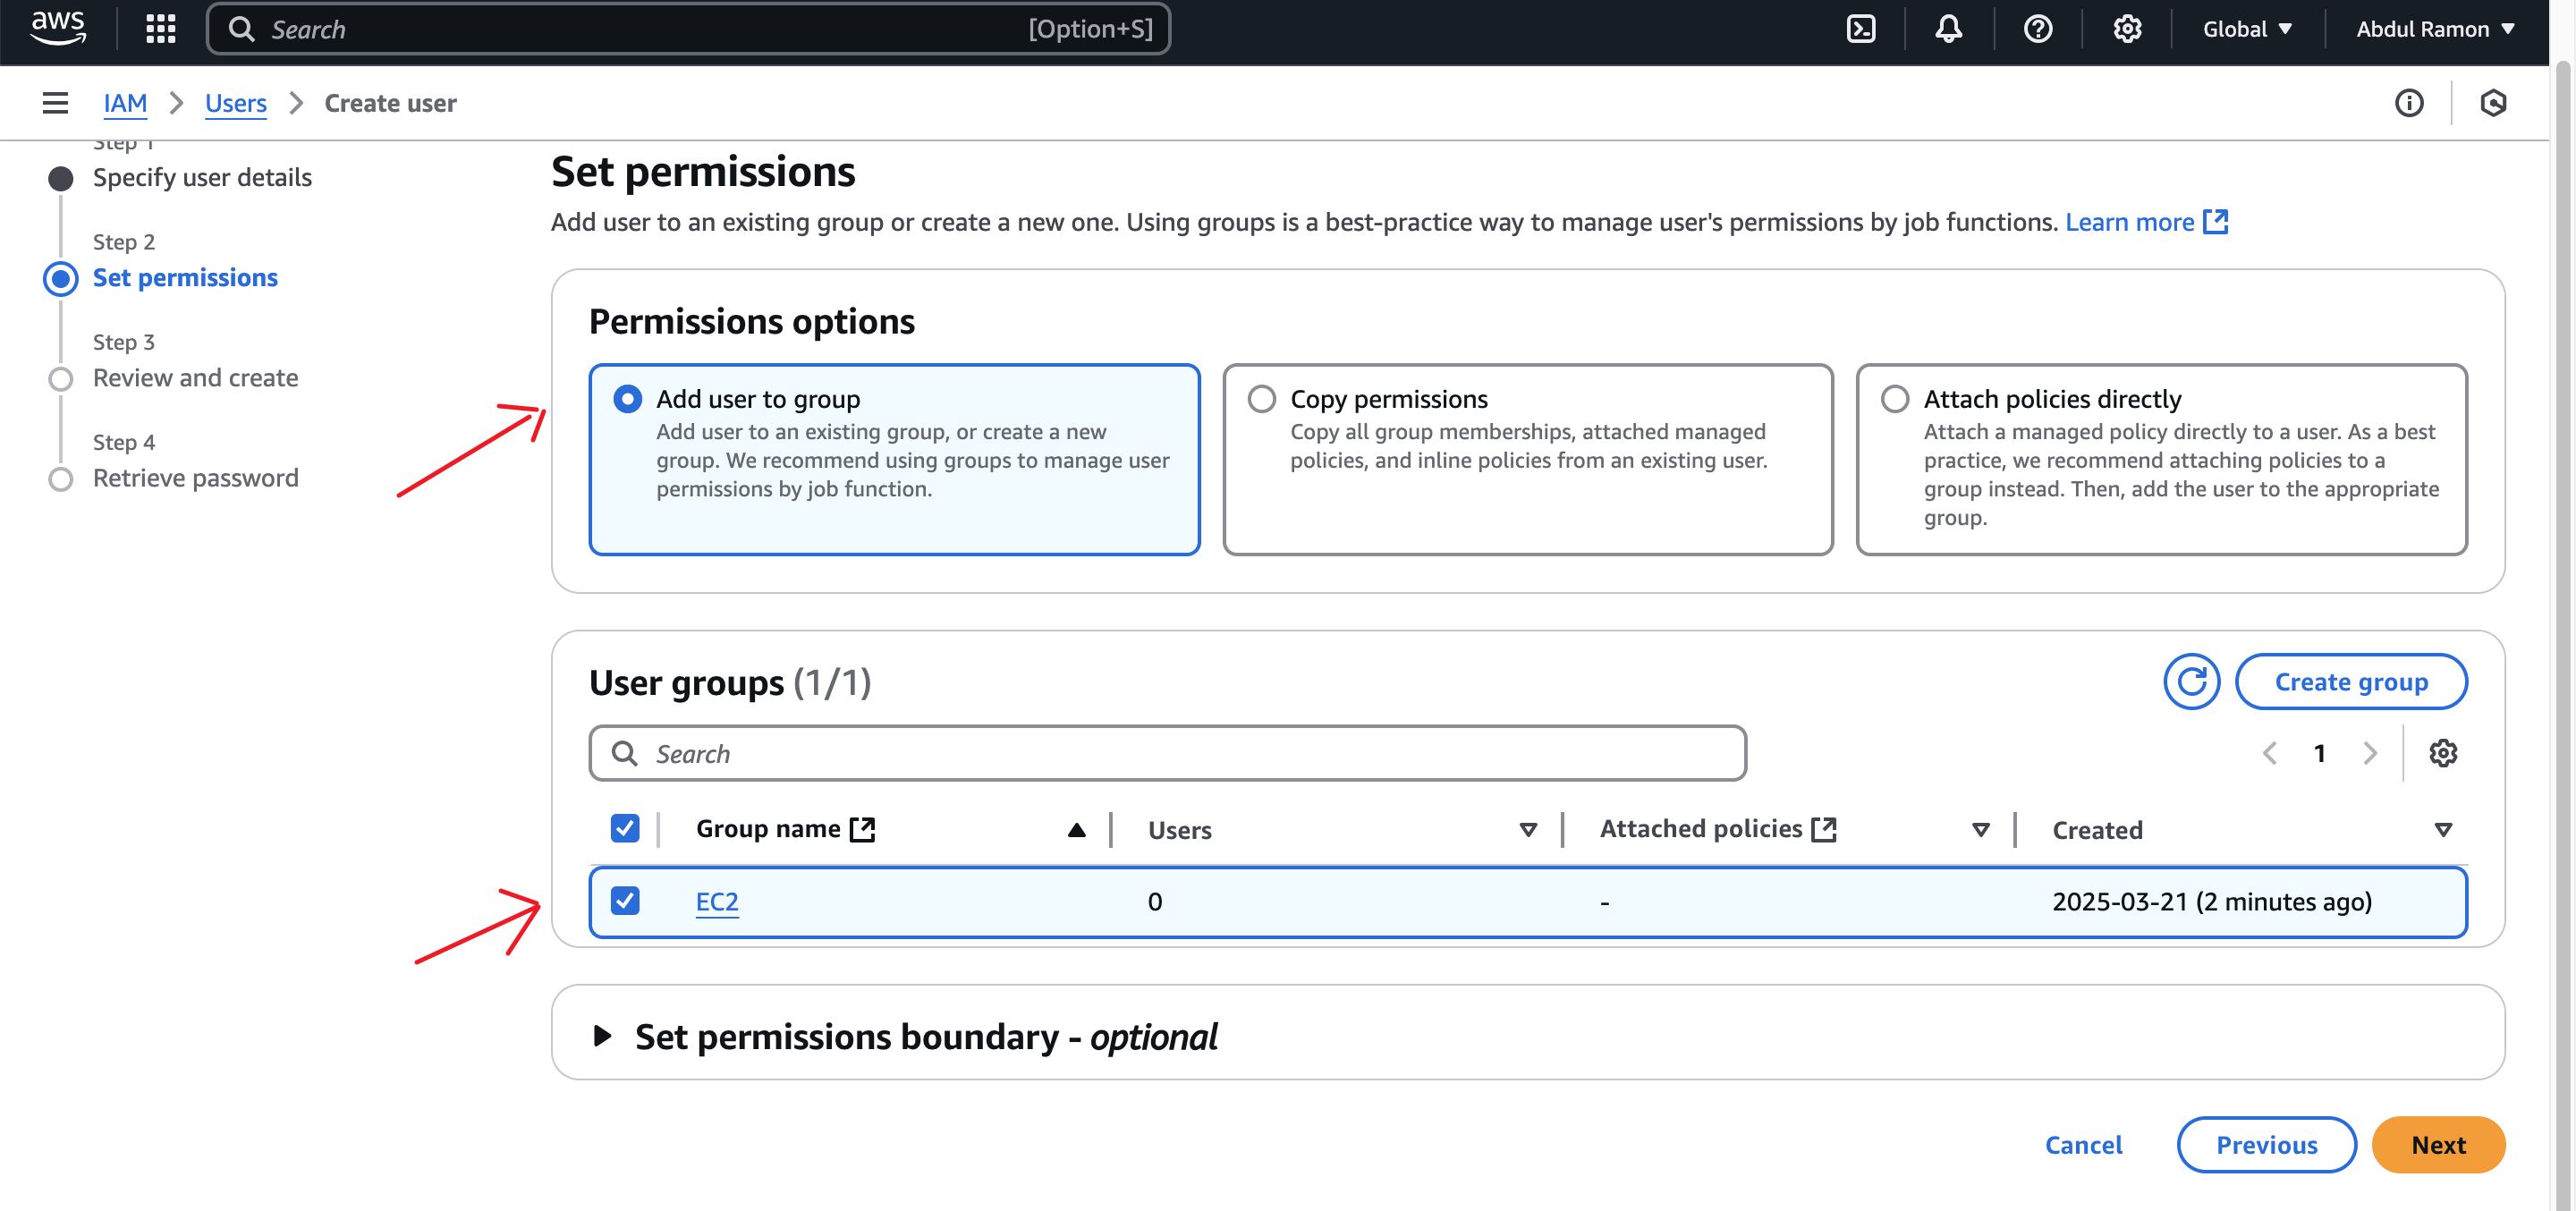 aws
Search [Option+S]
Global
Abdul Ramon
IAM > Users > Create user
Step 1
Specify user details
Step 2
Set permissions
Step 3
Review and create
Step 4
Retrieve password
Set permissions
Add user to an existing group or create a new one. Using groups is a best-practice way to manage user's permissions by job functions. Learn more
Permissions options
Add user to group
Add user to an existing group, or create a new
group. We recommend using groups to manage user
permissions by job function.
Copy permissions
Copy all group memberships, attached managed
policies, and inline policies from an existing user.
Attach policies directly
Attach a managed policy directly to a user. As a best
practice, we recommend attaching policies to a
group instead. Then, add the user to the appropriate
group.
User groups (1/1)
Create group
Search
1
Group name Users Attached policies Created
EC2 0 - 2025-03-21 (2 minutes ago)
Set permissions boundary - optional
Cancel Previous Next